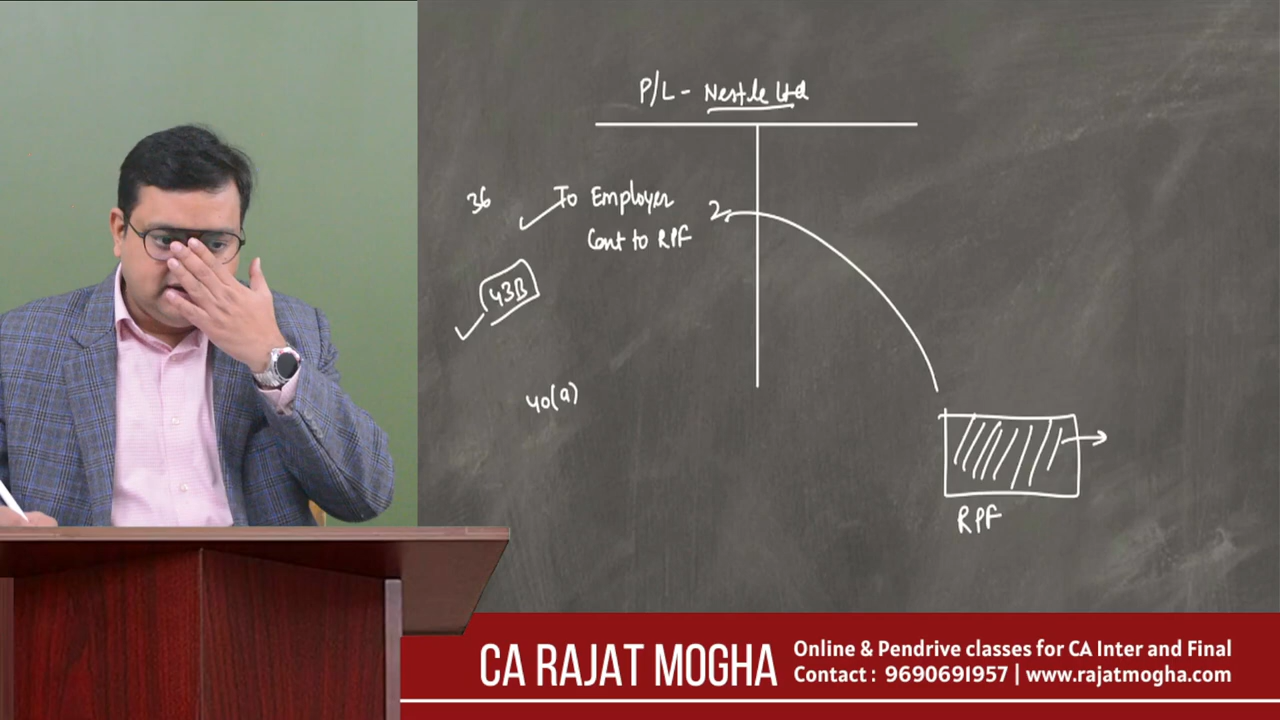 P/L - Nestle Ltd
36
To Employer 2
Cont to RPF
43B
40(a)
RPF
CA RAJAT MOGHA
Online & Pendrive classes for CA Inter and Final
Contact : 9690691957 | www.rajatmogha.com